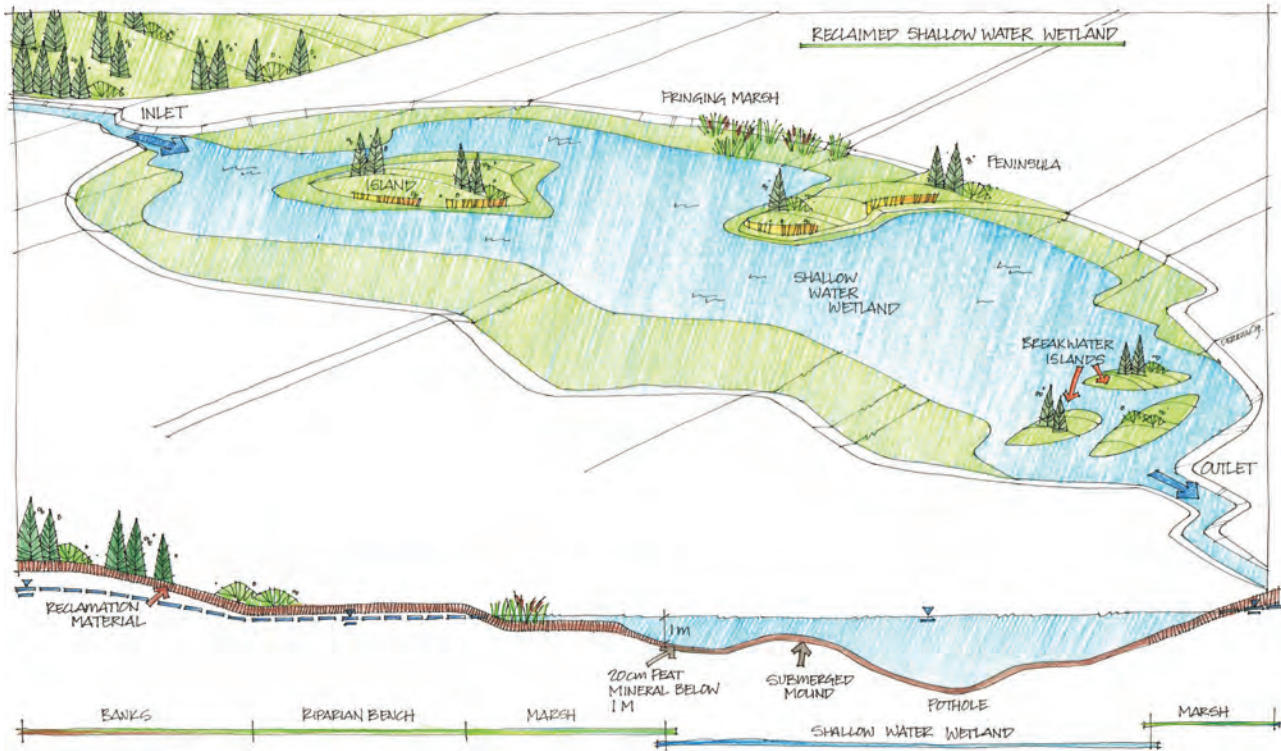 RECLAIMED SHALLOW WATER WETLAND
INLET
FRINGING MARSH
PENINSULA
ISLAND
SHALLOW
WATER
WETLAND
BREAKWATER
ISLANDS
OUTLET
RECLAMATION
MATERIAL
1M
20cm PEAT
MINERAL BELOW
1 M
SUBMERGED
MOUND
POTHOLE
BANKS
RIPARIAN BENCH
MARSH
SHALLOW WATER WETLAND
MARSH